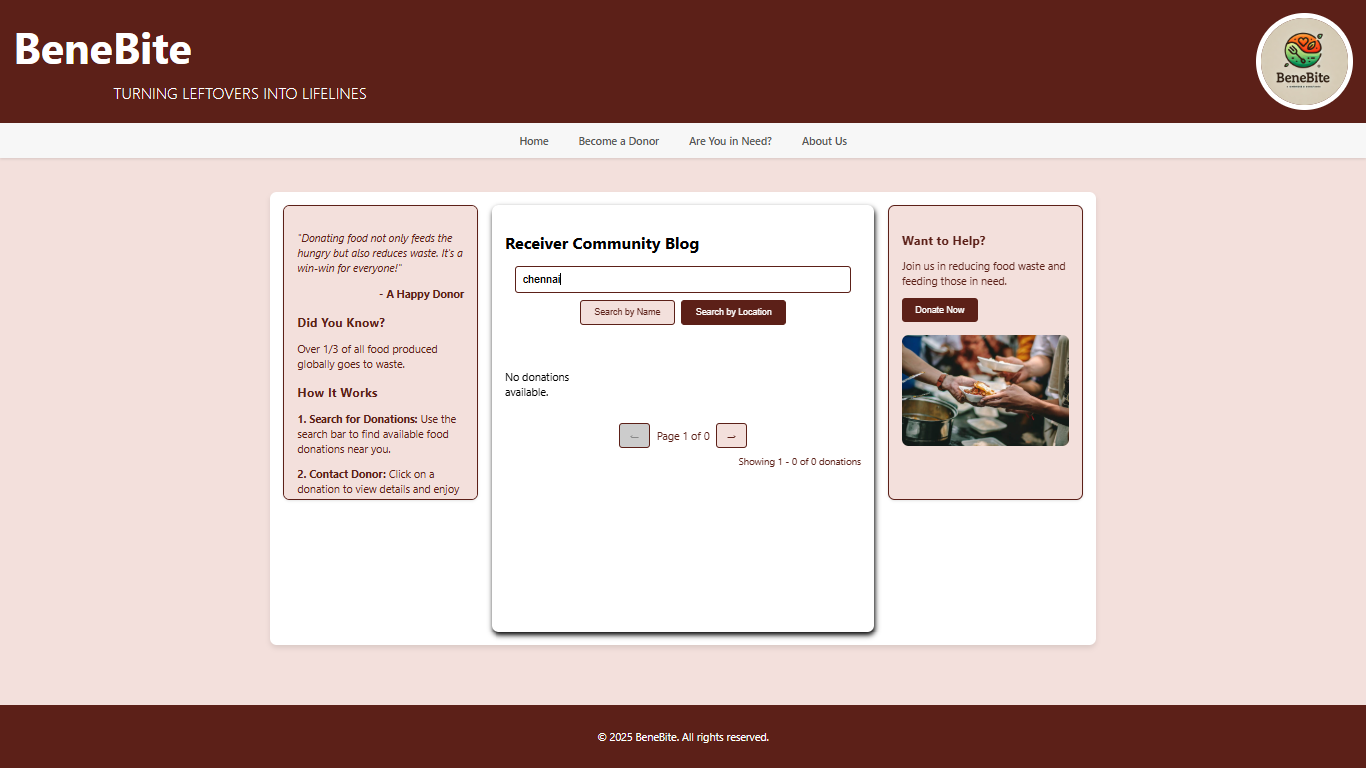 BeneBite
TURNING LEFTOVERS INTO LIFELINES
BeneBite
Home
Become a Donor
Are You in Need?
About Us
"Donating food not only feeds the
hungry but also reduces waste. It's a
win-win for everyone!"
- A Happy Donor
Did You Know?
Over 1/3 of all food produced
globally goes to waste.
How It Works
1. Search for Donations: Use the
search bar to find available food
donations near you.
2. Contact Donor: Click on a
donation to view details and enjoy
Receiver Community Blog
chennai
Search by Name
Search by Location
No donations
available.
Page 1 of 0
Showing 1 - 0 of 0 donations
Want to Help?
Join us in reducing food waste and
feeding those in need.
Donate Now
© 2025 BeneBite. All rights reserved.